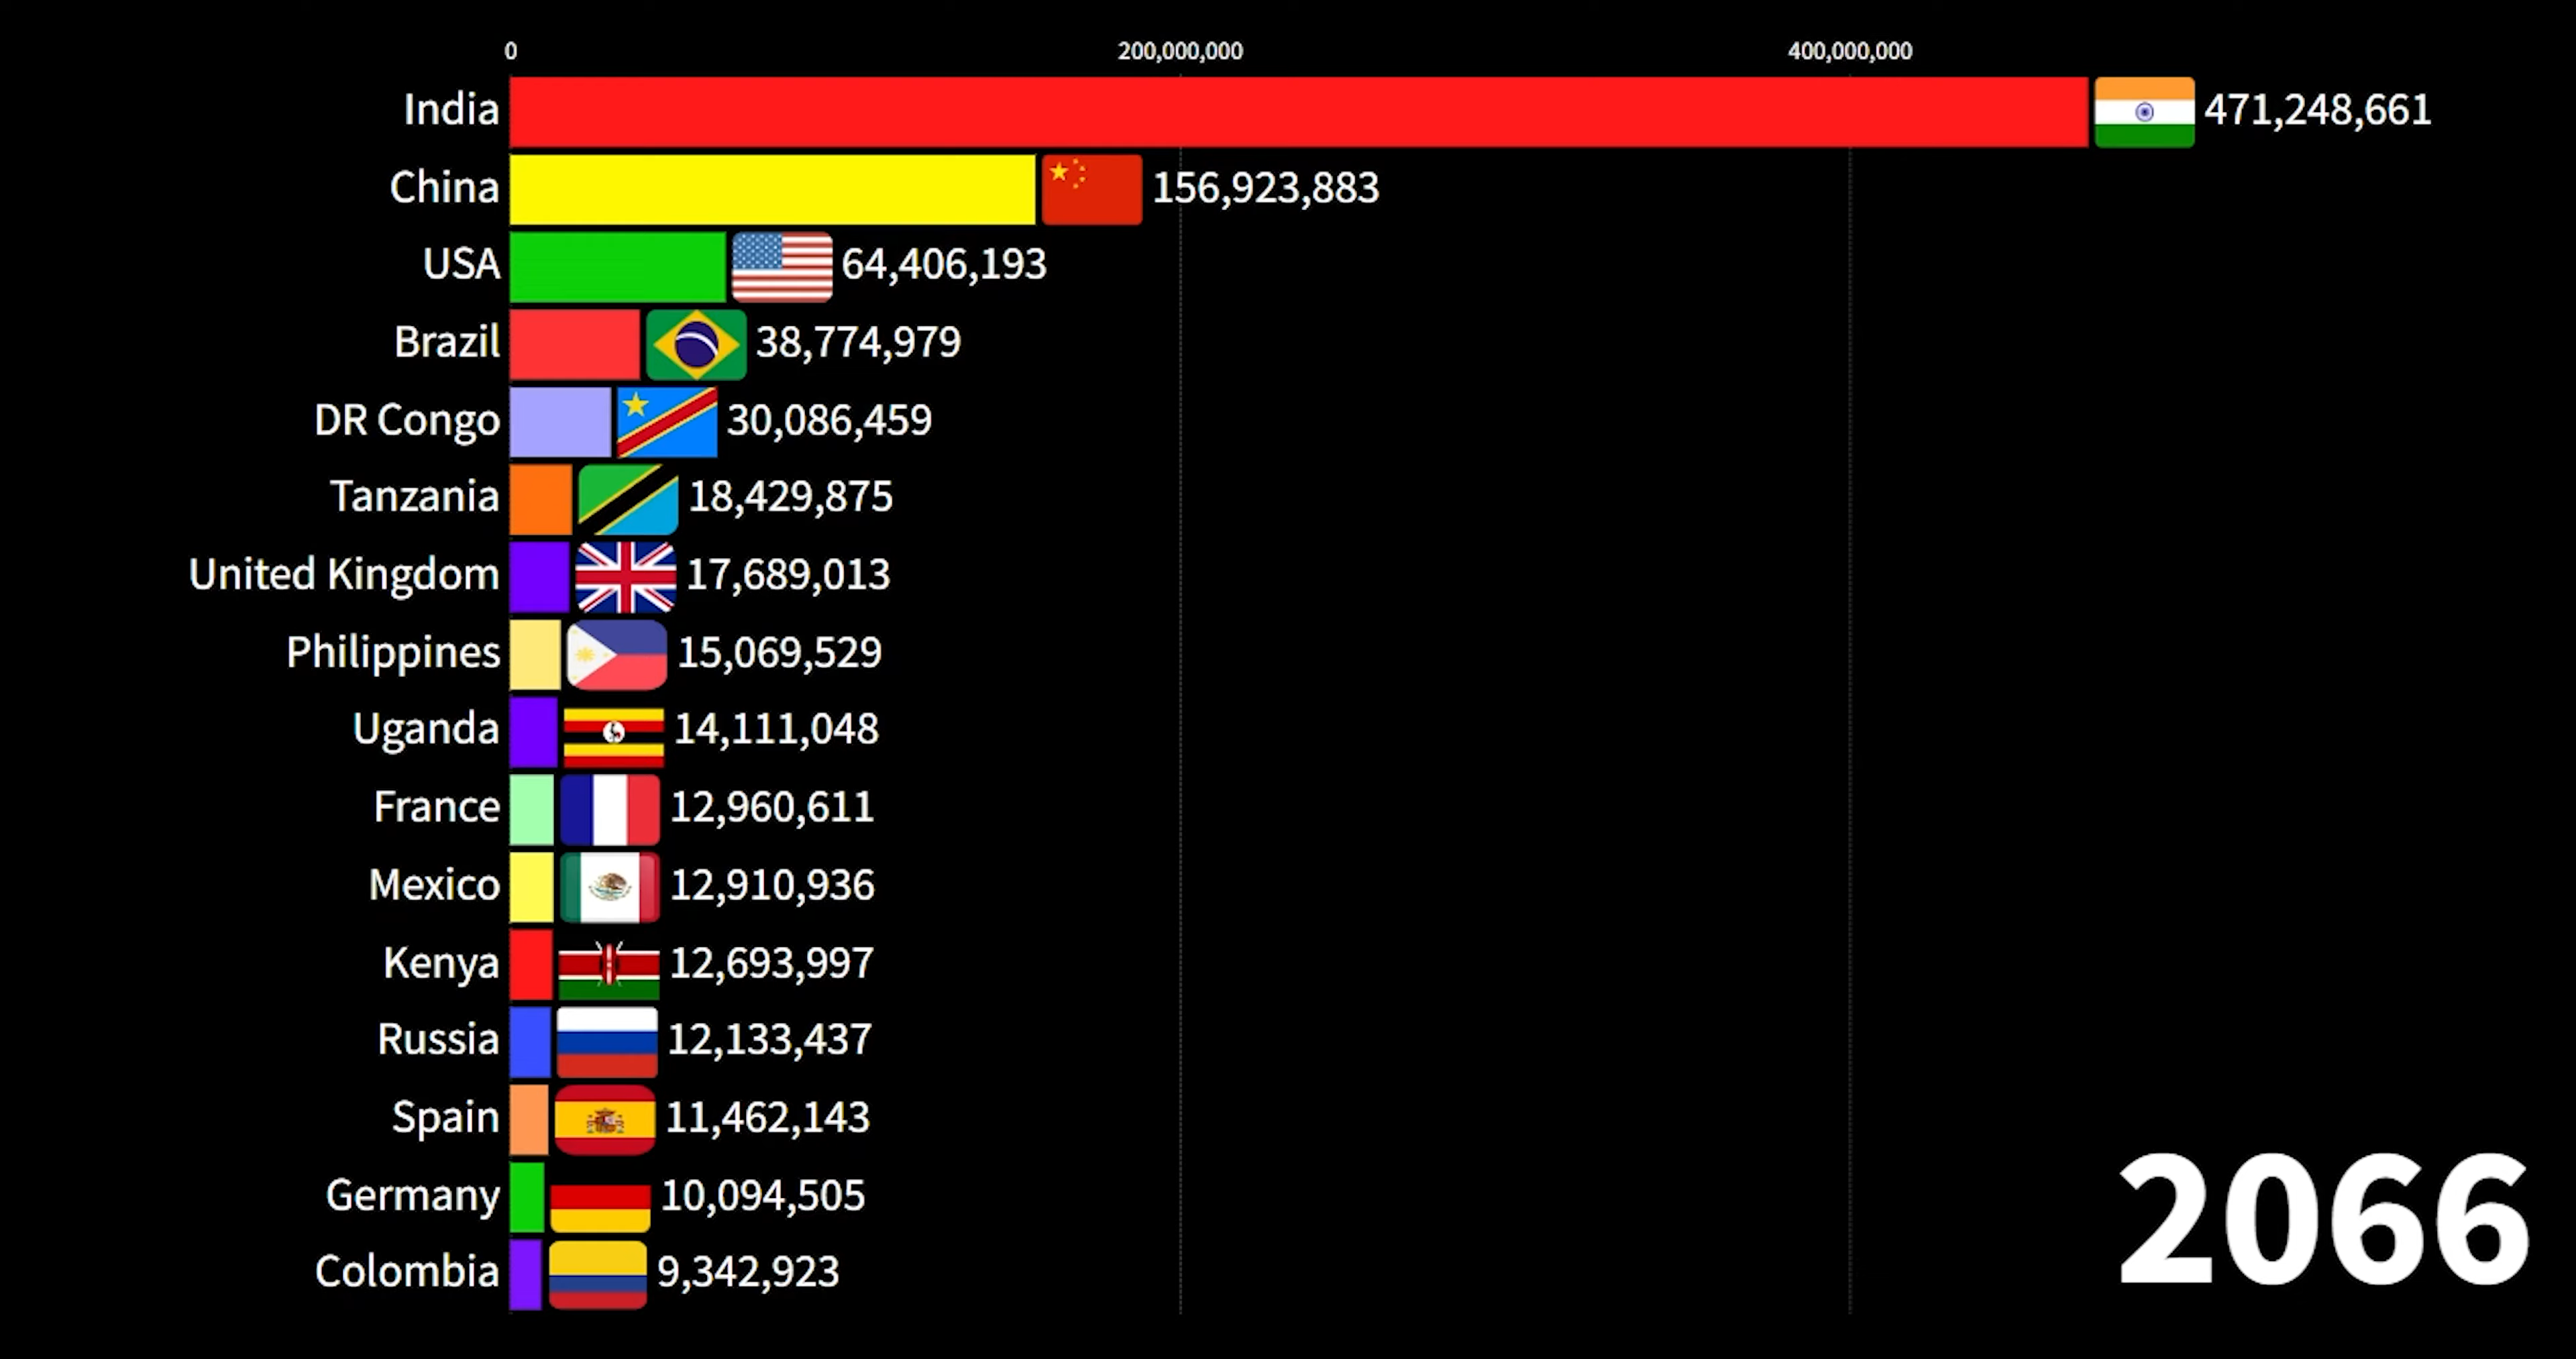 0 200,000,000 400,000,000
India 471,248,661
China 156,923,883
USA 64,406,193
Brazil 38,774,979
DR Congo 30,086,459
Tanzania 18,429,875
United Kingdom 17,689,013
Philippines 15,069,529
Uganda 14,111,048
France 12,960,611
Mexico 12,910,936
Kenya 12,693,997
Russia 12,133,437
Spain 11,462,143
Germany 10,094,505
Colombia 9,342,923
2066